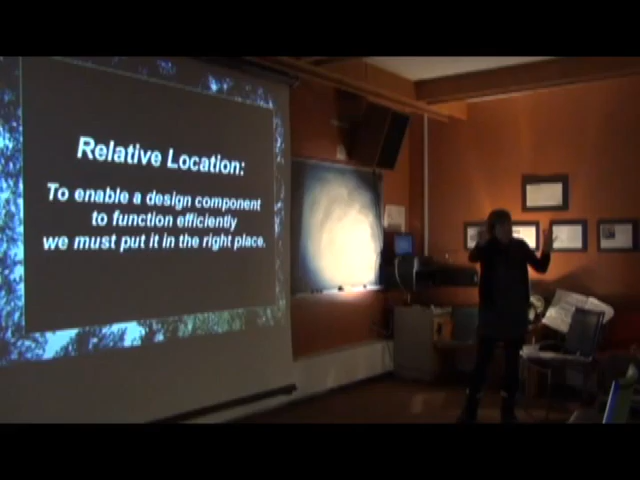 Relative Location:
To enable a design component
to function efficiently
we must put it in the right place.